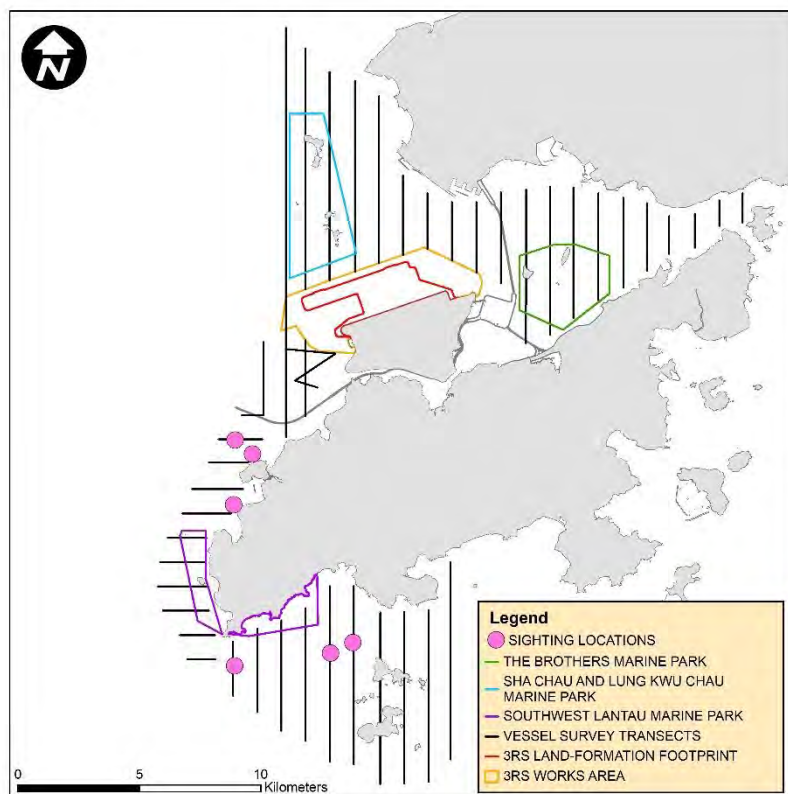 N
Legend
SIGHTING LOCATIONS
THE BROTHERS MARINE PARK
SHA CHAU AND LUNG KWU CHAU
MARINE PARK
SOUTHWEST LANTAU MARINE PARK
VESSEL SURVEY TRANSECTS
3RS LAND-FORMATION FOOTPRINT
3RS WORKS AREA
0 5 10
Kilometers